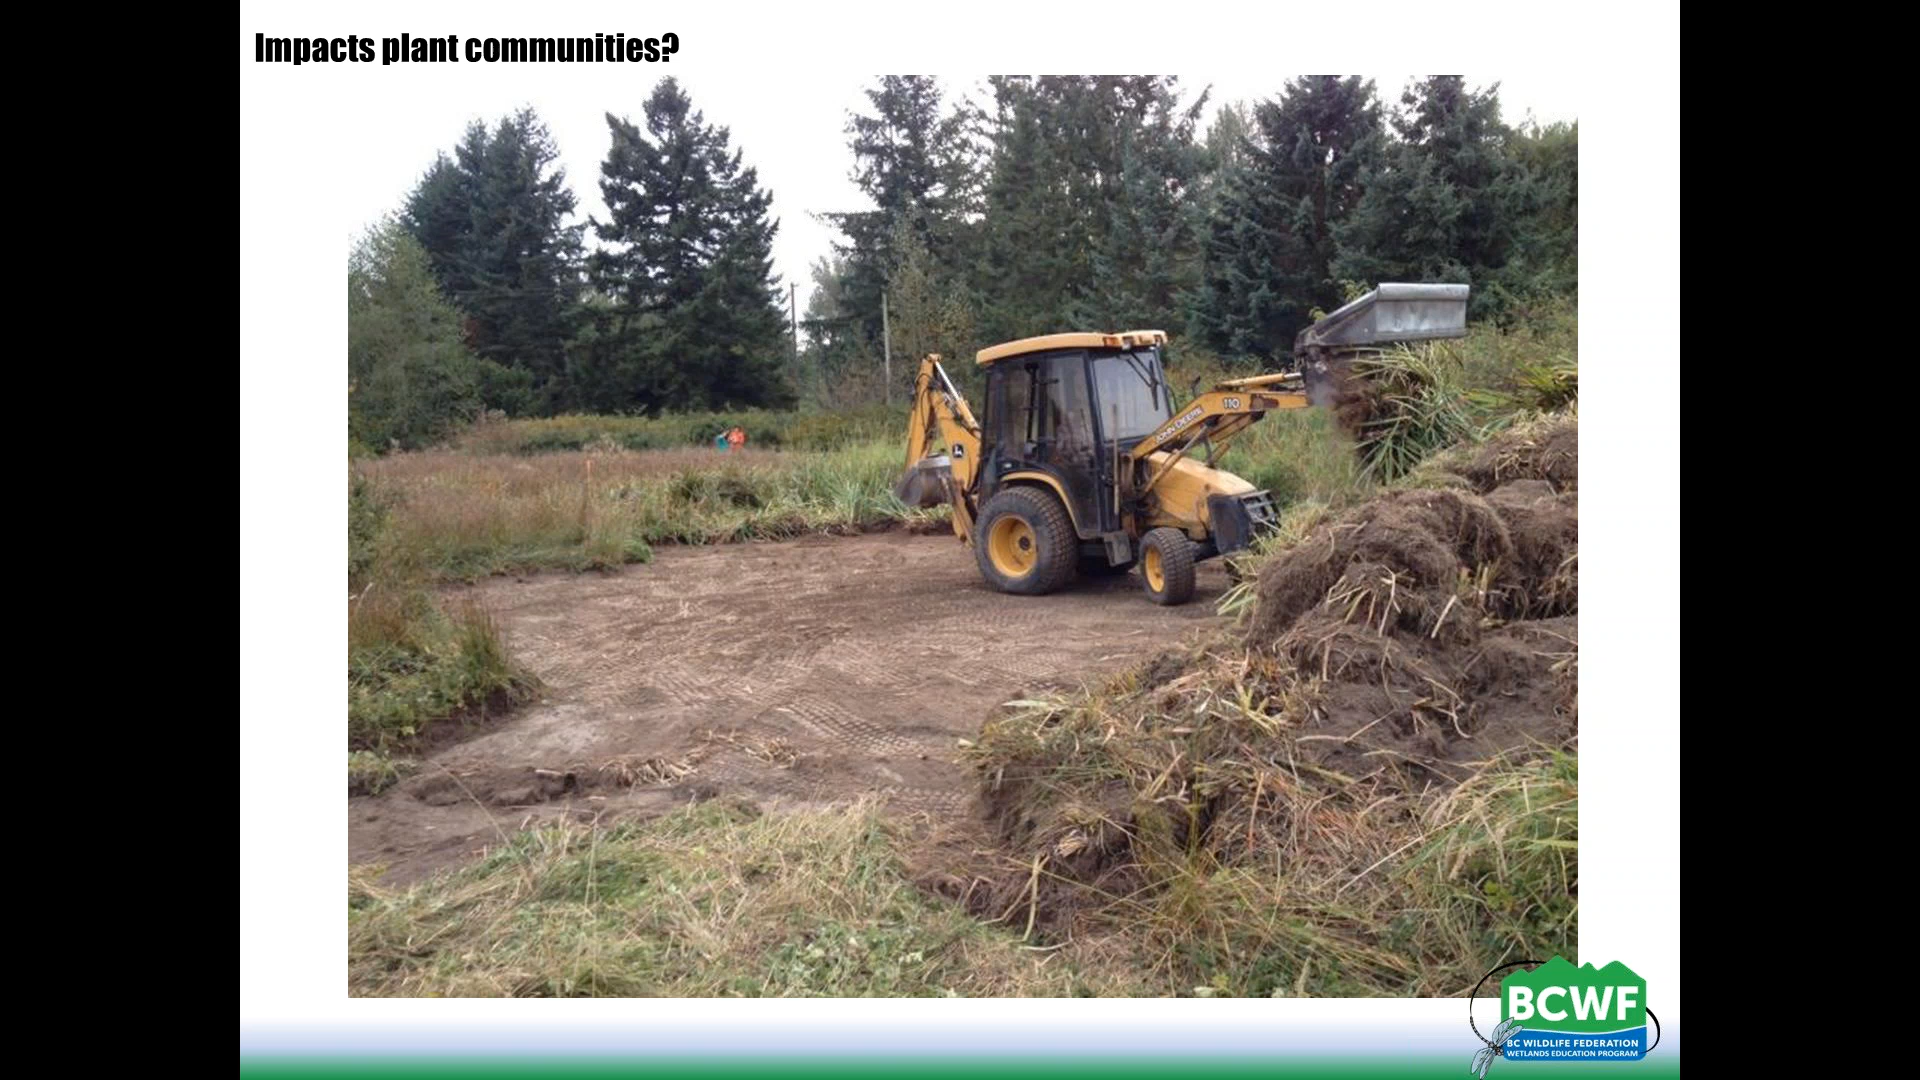 Impacts plant communities?
JOHN DEERE
110
BCWF
BC WILDLIFE FEDERATION
WETLANDS EDUCATION PROGRAM